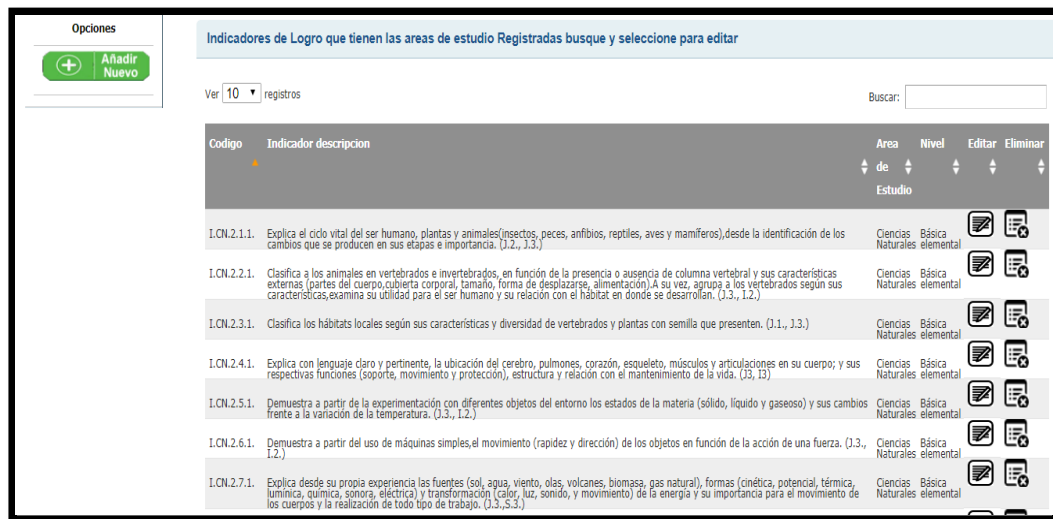 Opciones
Añadir
Nuevo
Indicadores de Logro que tienen las areas de estudio Registradas busque y seleccione para editar
Ver 10 registros
Buscar:
Codigo Indicador descripcion Area de Estudio Nivel Editar Eliminar
I.CN.2.1.1. Explica el ciclo vital del ser humano, plantas y animales(insectos, peces, anfibios, reptiles, aves y mamíferos),desde la identificación de los
cambios que se producen en sus etapas e importancia. (J.2., J.3.)
Ciencias Naturales Básica elemental
I.CN.2.2.1. Clasifica a los animales en vertebrados e invertebrados, en función de la presencia o ausencia de columna vertebral y sus características
externas (partes del cuerpo,cubierta corporal, tamaño, forma de desplazarse, alimentación).A su vez, agrupa a los vertebrados según sus
características,examina su utilidad para el ser humano y su relación con el hábitat en donde se desarrollan. (J.3., I.2.)
Ciencias Naturales Básica elemental
I.CN.2.3.1. Clasifica los hábitats locales según sus características y diversidad de vertebrados y plantas con semilla que presenten. (J.1., J.3.)
Ciencias Naturales Básica elemental
I.CN.2.4.1. Explica con lenguaje claro y pertinente, la ubicación del cerebro, pulmones, corazón, esqueleto, músculos y articulaciones en su cuerpo; y sus
respectivas funciones (soporte, movimiento y protección), estructura y relación con el mantenimiento de la vida. (J3, I3)
Ciencias Naturales Básica elemental
I.CN.2.5.1. Demuestra a partir de la experimentación con diferentes objetos del entorno los estados de la materia (sólido, líquido y gaseoso) y sus cambios
frente a la variación de la temperatura. (J.3., I.2.)
Ciencias Naturales Básica elemental
I.CN.2.6.1. Demuestra a partir del uso de máquinas simples,el movimiento (rapidez y dirección) de los objetos en función de la acción de una fuerza. (J.3.,
I.2.)
Ciencias Naturales Básica elemental
I.CN.2.7.1. Explica desde su propia experiencia las fuentes (sol, agua, viento, olas, volcanes, biomasa, gas natural), formas (cinética, potencial, térmica,
lumínica, química, sonora, eléctrica) y transformación (calor, luz, sonido, y movimiento) de la energía y su importancia para el movimiento de
los cuerpos y la realización de todo tipo de trabajo. (J.3.,S.3.)
Ciencias Naturales Básica elemental